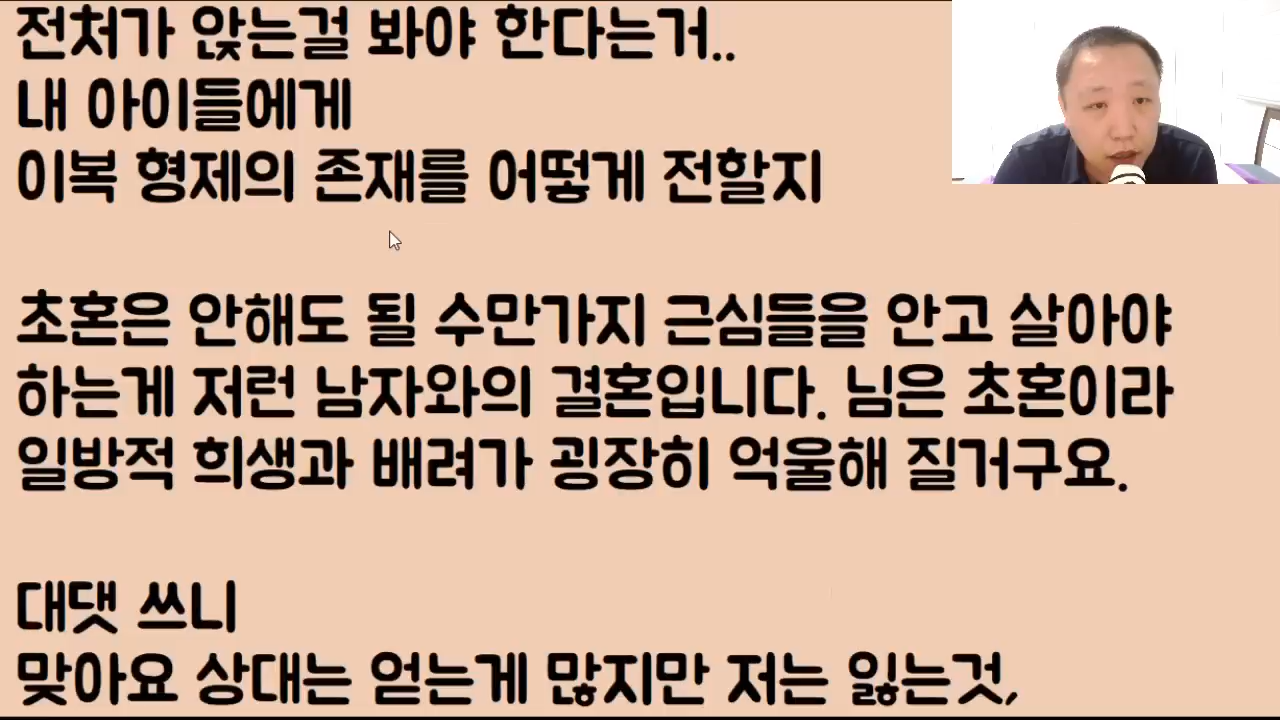 전처가 앉는걸 봐야 한다는거..
내 아이들에게
이복 형제의 존재를 어떻게 전할지
초혼은 안해도 될 수만가지 근심들을 안고 살아야
하는게 저런 남자와의 결혼입니다. 님은 초혼이라
일방적 희생과 배려가 굉장히 억울해 질거구요.
대댓 쓰니
맞아요 상대는 얻는게 많지만 저는 잃는것,